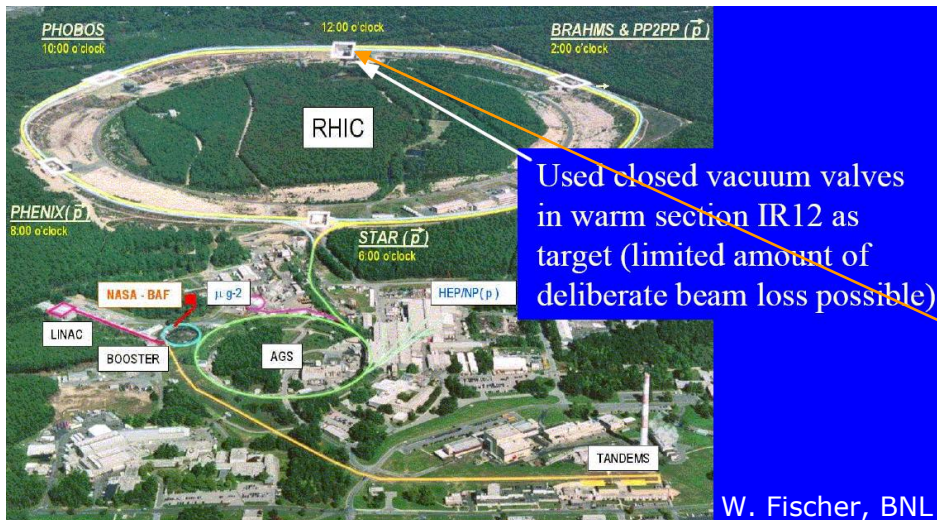 PHOBOS
10:00 o'clock
12:00 o'clock
BRAHMS & PP2PP (p)
2:00 o'clock
RHIC
Used closed vacuum valves
in warm section IR12 as
target (limited amount of
deliberate beam loss possible)
PHENIX (p)
8:00 o'clock
STAR (p)
6:00 o'clock
NASA - BAF
μ g-2
HEP/NP( p )
LINAC
BOOSTER
AGS
TANDEMS
W. Fischer, BNL